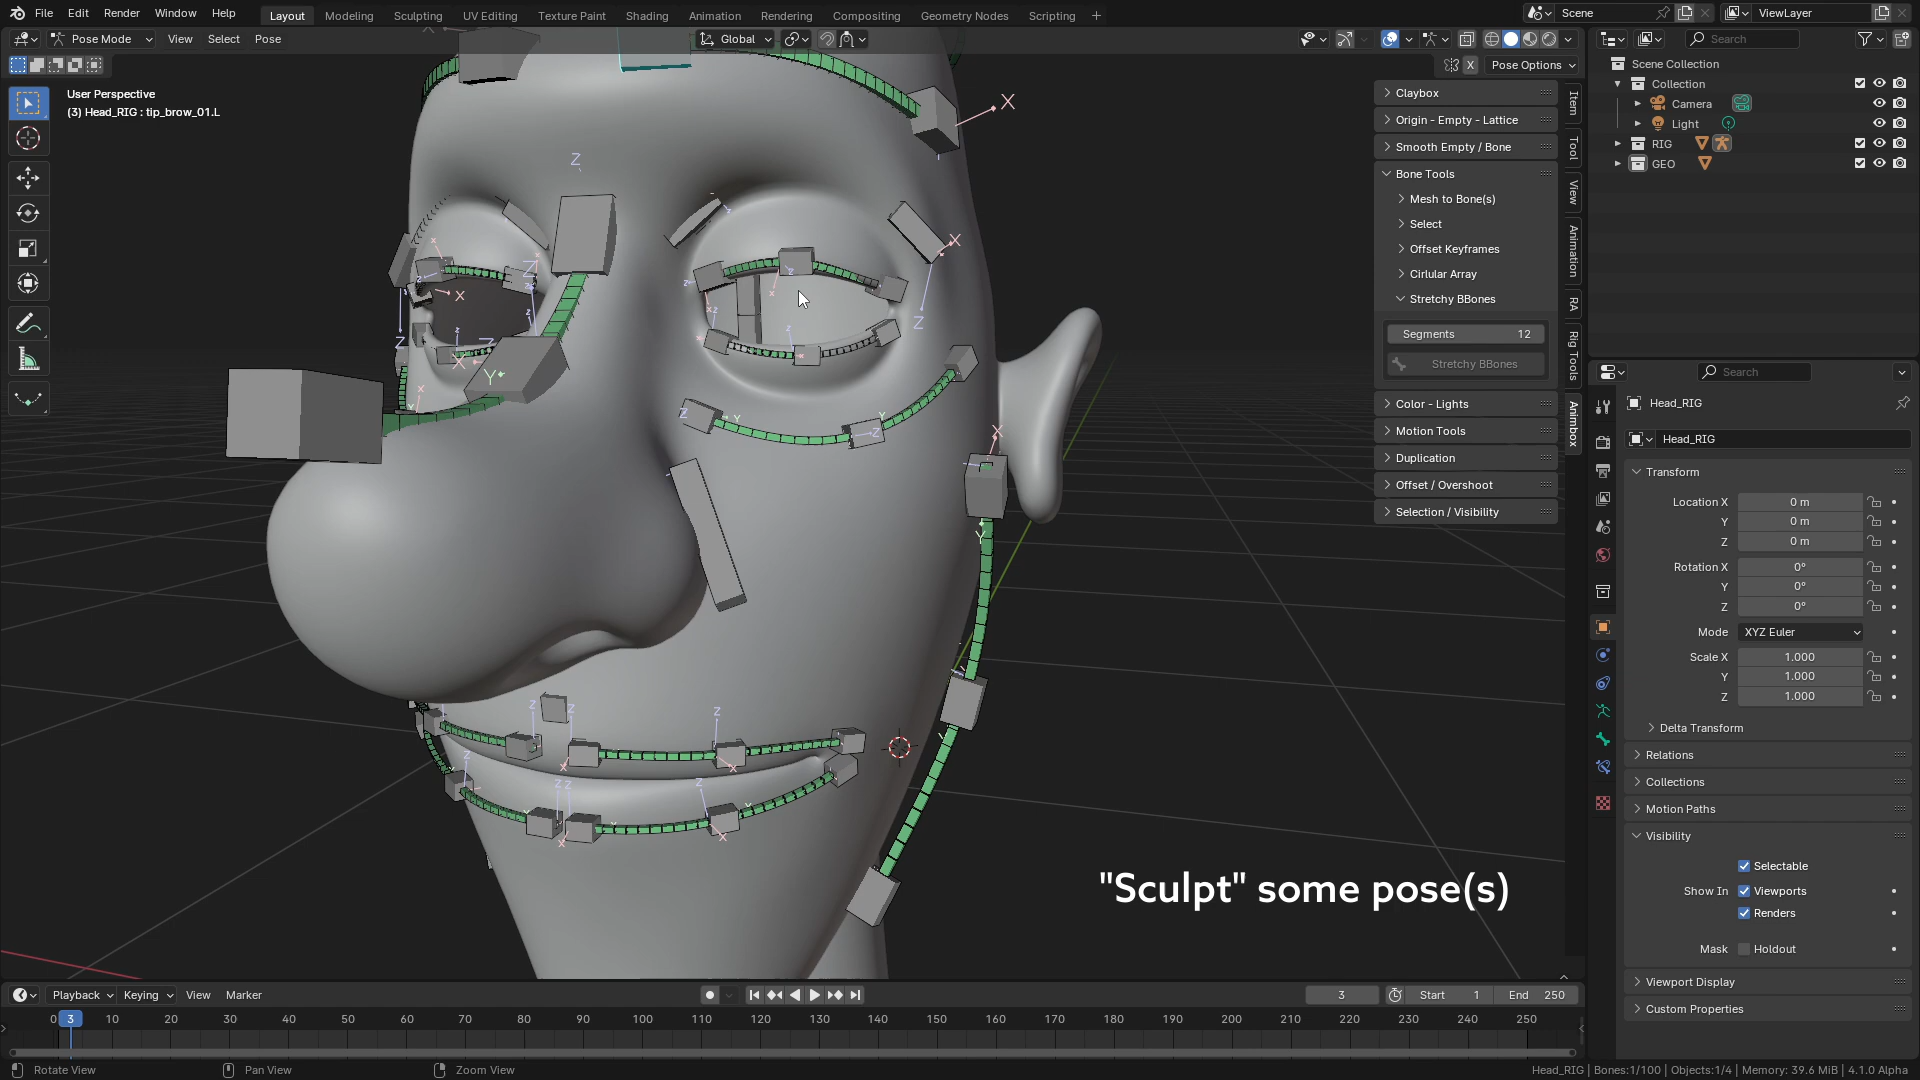 File Edit Render Window Help Layout Modeling Sculpting UV Editing Texture Paint Shading Animation Rendering Compositing Geometry Nodes Scripting + Scene ViewLayer
Pose Mode View Select Pose Global Search
X Pose Options
User Perspective
(3) Head_RIG : tip_brow_01.L
Claybox
Origin - Empty - Lattice
Smooth Empty / Bone
Bone Tools
Mesh to Bone(s)
Select
Offset Keyframes
Cirlular Array
Stretchy BBones
Segments 12
Stretchy BBones
Color - Lights
Motion Tools
Duplication
Offset / Overshoot
Selection / Visibility
Item
Tool
View
Animation
RA
Rig Tools
Animbox
Scene Collection
Collection
Camera
Light
RIG
GEO
Search
Head_RIG
Head_RIG
Transform
Location X 0 m
Y 0 m
Z 0 m
Rotation X 0°
Y 0°
Z 0°
Mode XYZ Euler
Scale X 1.000
Y 1.000
Z 1.000
Delta Transform
Relations
Collections
Motion Paths
Visibility
Selectable
Show In Viewports
Renders
Mask Holdout
Viewport Display
Custom Properties
"Sculpt" some pose(s)
Playback Keying View Marker 3 Start 1 End 250
0 3 10 20 30 40 50 60 70 80 90 100 110 120 130 140 150 160 170 180 190 200 210 220 230 240 250
Rotate View Pan View Zoom View Head_RIG | Bones:1/100 | Objects:1/4 | Memory: 39.6 MiB | 4.1.0 Alpha